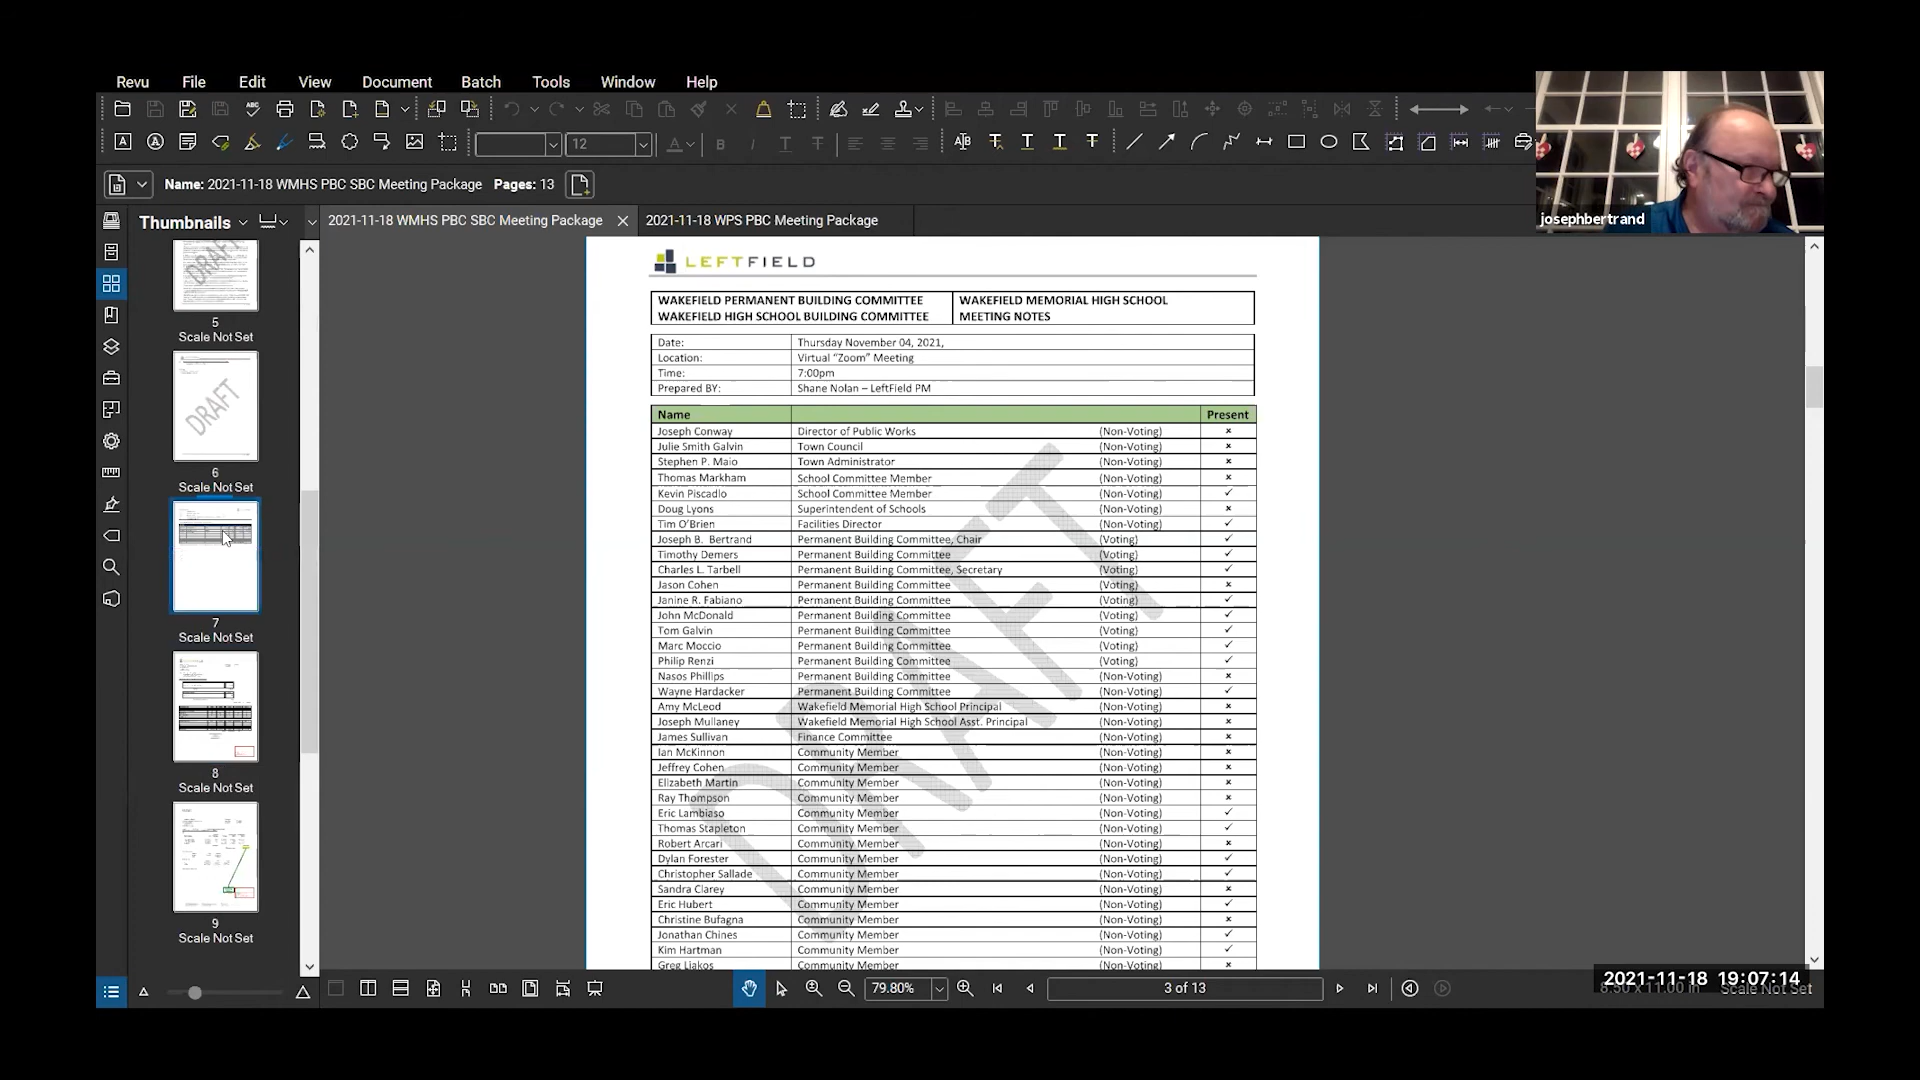 Revu File Edit View Document Batch Tools Window Help
12
Name: 2021-11-18 WMHS PBC SBC Meeting Package Pages: 13
josephbertrand
Thumbnails
2021-11-18 WMHS PBC SBC Meeting Package
2021-11-18 WPS PBC Meeting Package
DRAFT
5
Scale Not Set
DRAFT
6
Scale Not Set
7
Scale Not Set
8
Scale Not Set
9
Scale Not Set
LEFTFIELD
WAKEFIELD PERMANENT BUILDING COMMITTEE WAKEFIELD MEMORIAL HIGH SCHOOL
WAKEFIELD HIGH SCHOOL BUILDING COMMITTEE MEETING NOTES
Date: Thursday November 04, 2021,
Location: Virtual “Zoom” Meeting
Time: 7:00pm
Prepared BY: Shane Nolan – LeftField PM
Name Present
Joseph Conway Director of Public Works (Non-Voting) ×
Julie Smith Galvin Town Council (Non-Voting) ×
Stephen P. Maio Town Administrator (Non-Voting) ×
Thomas Markham School Committee Member (Non-Voting) ×
Kevin Piscadlo School Committee Member (Non-Voting) ✓
Doug Lyons Superintendent of Schools (Non-Voting) ×
Tim O’Brien Facilities Director (Non-Voting) ✓
Joseph B. Bertrand Permanent Building Committee, Chair (Voting) ✓
Timothy Demers Permanent Building Committee (Voting) ✓
Charles L. Tarbell Permanent Building Committee, Secretary (Voting) ✓
Jason Cohen Permanent Building Committee (Voting) ×
Janine R. Fabiano Permanent Building Committee (Voting) ✓
John McDonald Permanent Building Committee (Voting) ✓
Tom Galvin Permanent Building Committee (Voting) ✓
Marc Moccio Permanent Building Committee (Voting) ✓
Philip Renzi Permanent Building Committee (Voting) ✓
Nasos Phillips Permanent Building Committee (Non-Voting) ×
Wayne Hardacker Permanent Building Committee (Non-Voting) ✓
Amy McLeod Wakefield Memorial High School Principal (Non-Voting) ×
Joseph Mullaney Wakefield Memorial High School Asst. Principal (Non-Voting) ×
James Sullivan Finance Committee (Non-Voting) ×
Ian McKinnon Community Member (Non-Voting) ×
Jeffrey Cohen Community Member (Non-Voting) ×
Elizabeth Martin Community Member (Non-Voting) ×
Ray Thompson Community Member (Non-Voting) ×
Eric Lambiaso Community Member (Non-Voting) ✓
Thomas Stapleton Community Member (Non-Voting) ✓
Robert Arcari Community Member (Non-Voting) ×
Dylan Forester Community Member (Non-Voting) ✓
Christopher Sallade Community Member (Non-Voting) ✓
Sandra Clarey Community Member (Non-Voting) ×
Eric Hubert Community Member (Non-Voting) ✓
Christine Bufagna Community Member (Non-Voting) ×
Jonathan Chines Community Member (Non-Voting) ✓
Kim Hartman Community Member (Non-Voting) ✓
Greg Liakos Community Member (Non-Voting) ×
DRAFT
79.80% 3 of 13
2021-11-18 19:07:14
8.50 x 11.00 in Scale Not Set